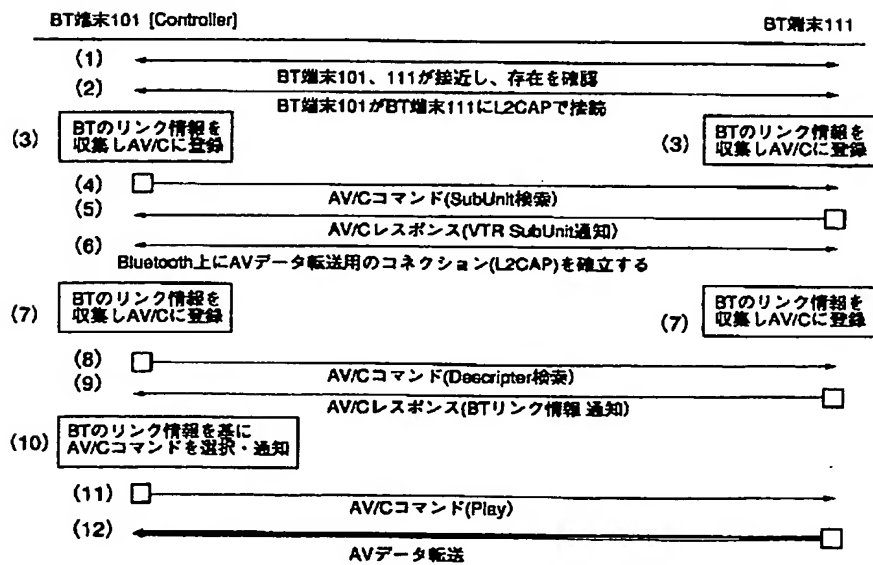 BT端末101 [Controller]
BT端末111
(1)
BT端末101、111が接近し、存在を確認
(2)
BT端末101がBT端末111にL2CAPで接続
(3)
BTのリンク情報を
収集しAV/Cに登録
(3)
BTのリンク情報を
収集しAV/Cに登録
(4)
AV/Cコマンド(SubUnit検索)
(5)
AV/Cレスポンス(VTR SubUnit通知)
(6)
Bluetooth上にAVデータ転送用のコネクション(L2CAP)を確立する
(7)
BTのリンク情報を
収集しAV/Cに登録
(7)
BTのリンク情報を
収集しAV/Cに登録
(8)
AV/Cコマンド(Descripter検索)
(9)
AV/Cレスポンス(BTリンク情報 通知)
(10)
BTのリンク情報を基に
AV/Cコマンドを選択・通知
(11)
AV/Cコマンド(Play)
(12)
AVデータ転送